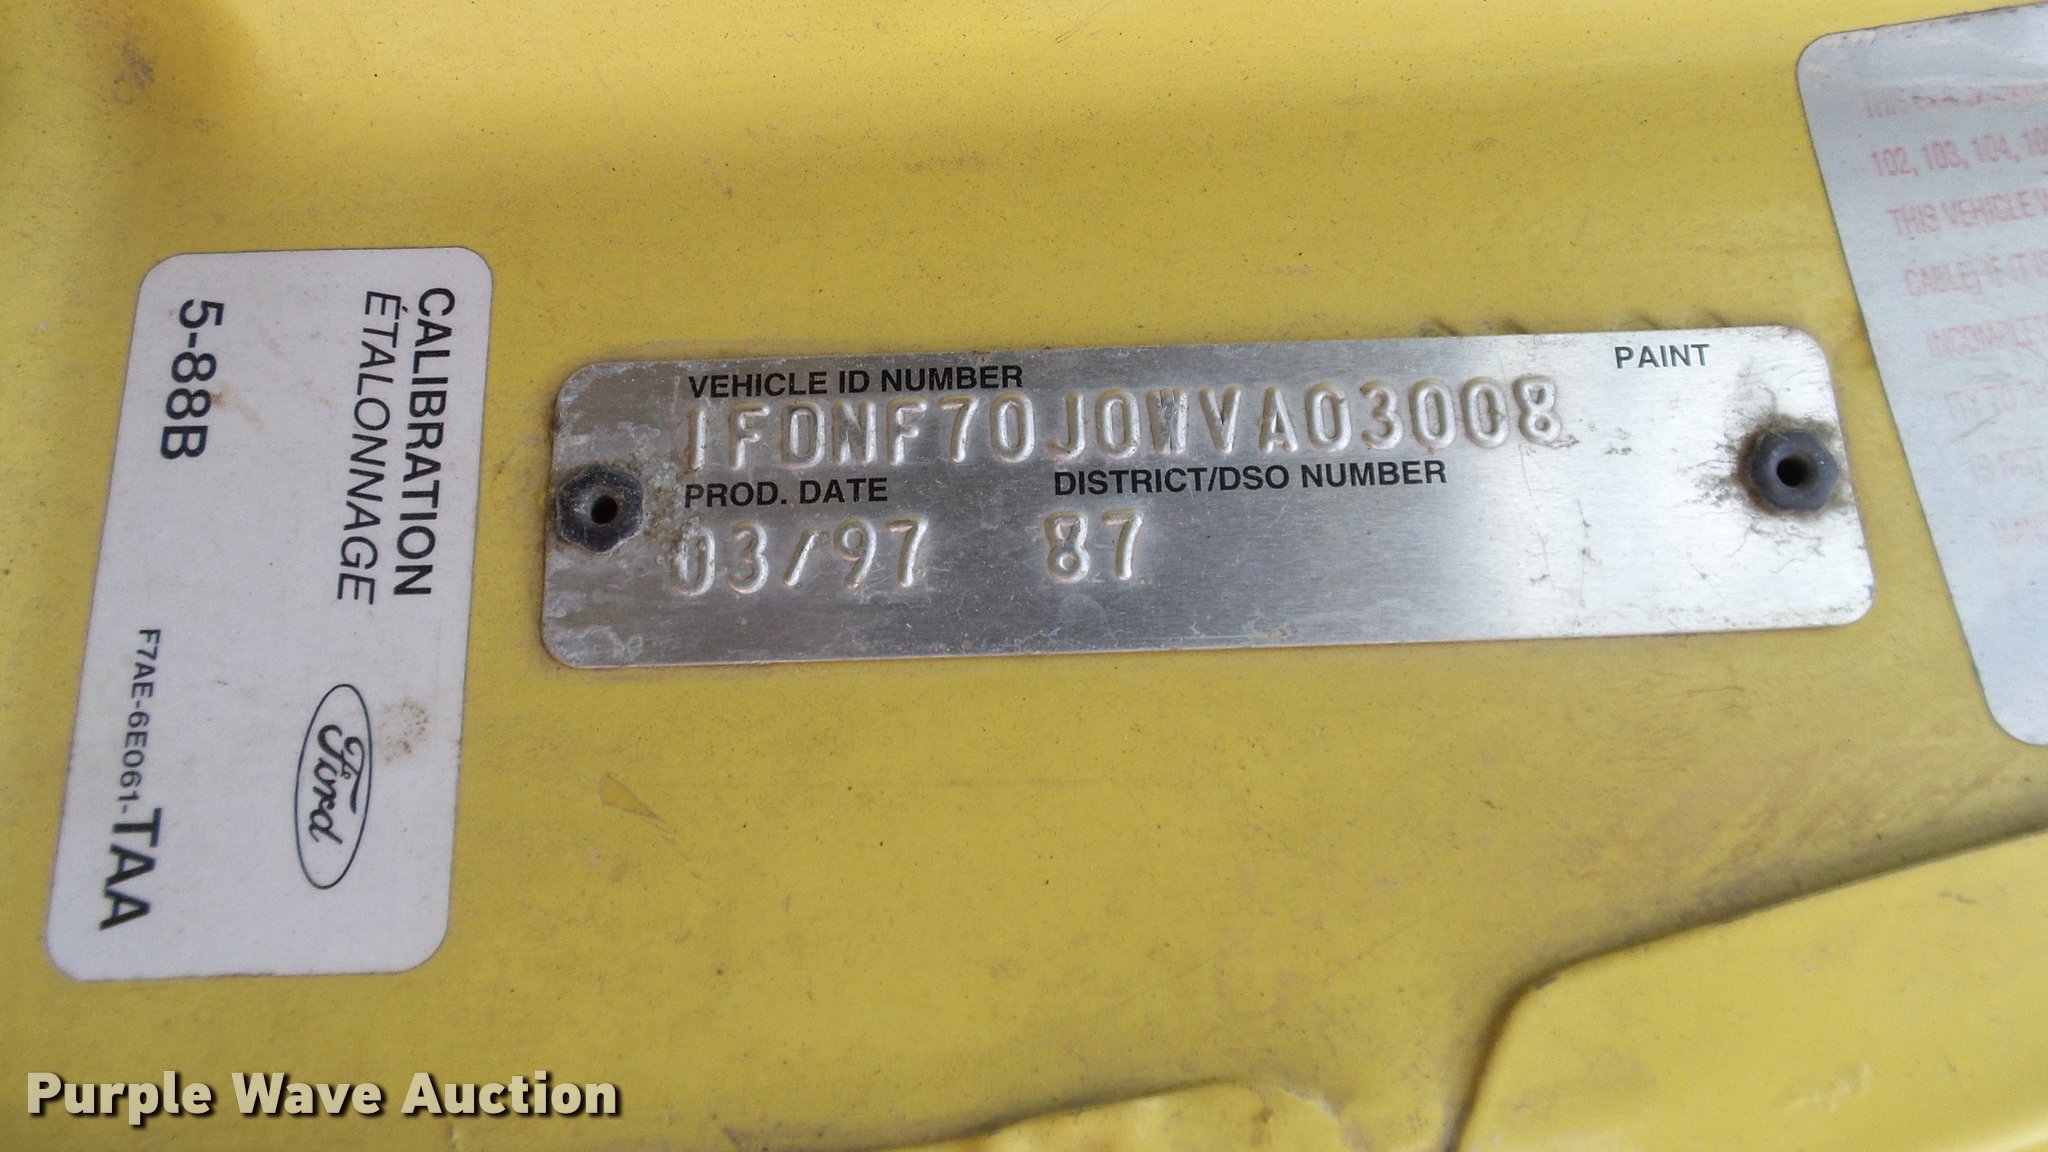 CALIBRATION
ÉTALONNAGE
5-88B
F7AE-6E061-TAA
Ford
VEHICLE ID NUMBER
PAINT
1F0NF70J0WVA03008
PROD. DATE
DISTRICT/DSO NUMBER
03/97
87
102, 103, 104,
THIS VEHICLE
Purple Wave Auction